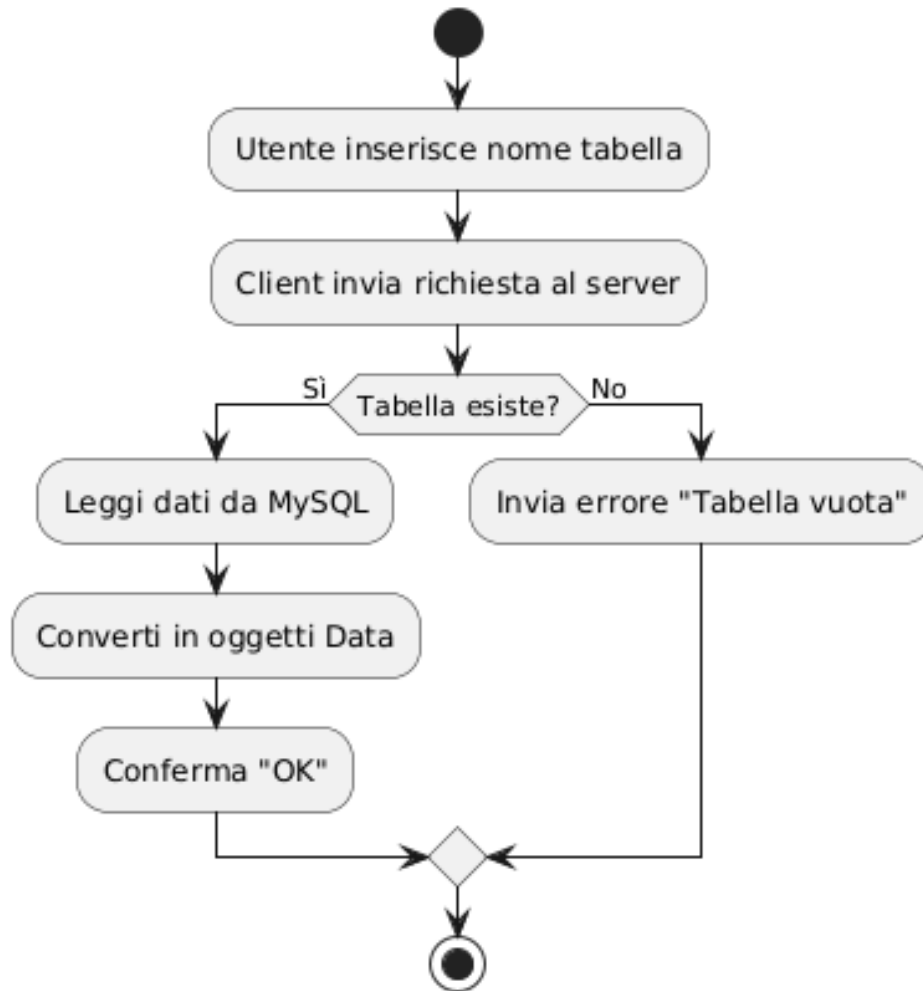 Utente inserisce nome tabella
Client invia richiesta al server
Sì
Tabella esiste?
No
Leggi dati da MySQL
Invia errore "Tabella vuota"
Converti in oggetti Data
Conferma "OK"